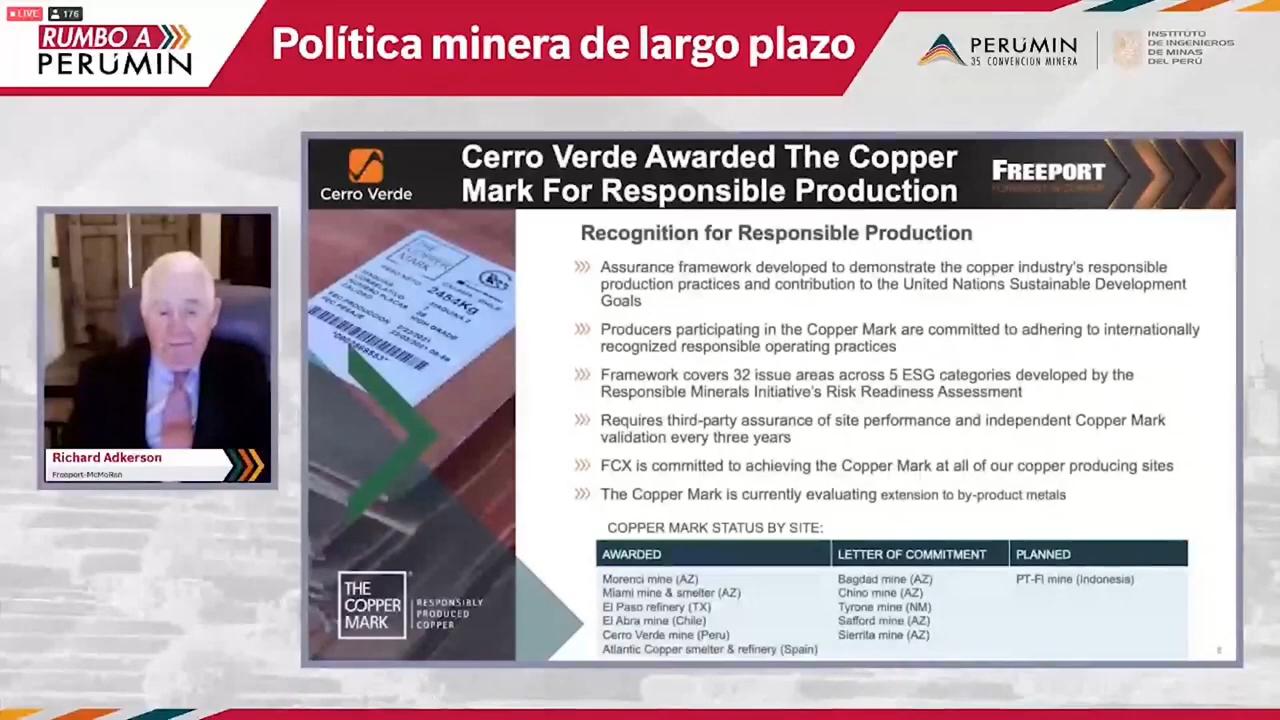 LIVE 176
RUMBO A
PERÚMIN
Política minera de largo plazo
PERÚMIN
35 CONVENCIÓN MINERA
INSTITUTO
DE INGENIEROS
DE MINAS
DEL PERÚ
Cerro Verde
Cerro Verde Awarded The Copper
Mark For Responsible Production
FREEPORT
Recognition for Responsible Production
Assurance framework developed to demonstrate the copper industry's responsible
production practices and contribution to the United Nations Sustainable Development
Goals
Producers participating in the Copper Mark are committed to adhering to internationally
recognized responsible operating practices
Framework covers 32 issue areas across 5 ESG categories developed by the
Responsible Minerals Initiative's Risk Readiness Assessment
Requires third-party assurance of site performance and independent Copper Mark
validation every three years
FCX is committed to achieving the Copper Mark at all of our copper producing sites
The Copper Mark is currently evaluating extension to by-product metals
COPPER MARK STATUS BY SITE:
AWARDED LETTER OF COMMITMENT PLANNED
Morenci mine (AZ) Bagdad mine (AZ) PT-FI mine (Indonesia)
Miami mine & smelter (AZ) Chino mine (AZ)
El Paso refinery (TX) Tyrone mine (NM)
El Abra mine (Chile) Safford mine (AZ)
Cerro Verde mine (Peru) Sierrita mine (AZ)
Atlantic Copper smelter & refinery (Spain)
THE
COPPER
MARK
2454Kg
THE
COPPER
MARK
RESPONSIBLY
PRODUCED
COPPER
Richard Adkerson
Freeport-McMoRan